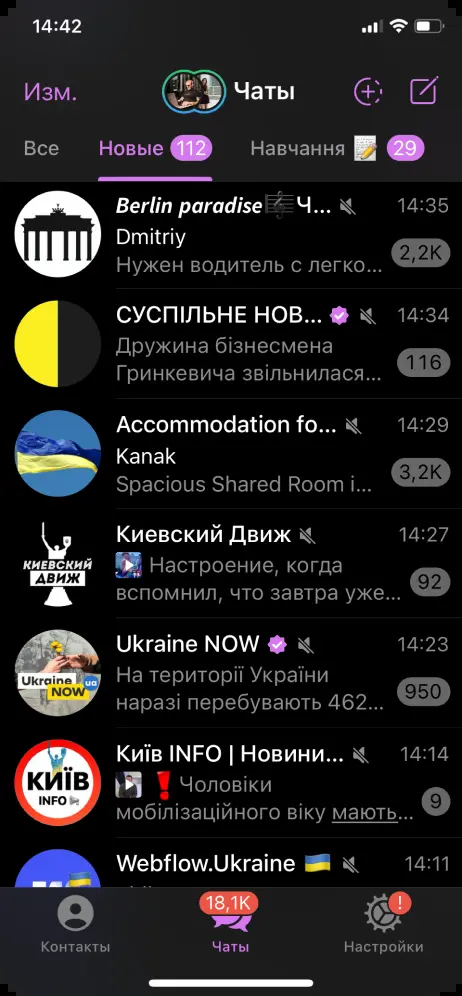 14:42
Изм.
Чаты
Все
Новые 112
Навчання 📝 29
Berlin paradise🎼Ч... 14:35
Dmitriy
Нужен водитель с легко... 2,2K
СУСПІЛЬНЕ НОВ... 14:34
Дружина бізнесмена
Гринкевича звільнилася... 116
Accommodation fo... 14:29
Kanak
Spacious Shared Room i... 3,2K
Киевский Движ 14:27
КИЕВСКИЙ
ДВИЖ
Настроение, когда
вспомнил, что завтра уже... 92
Ukraine NOW 14:23
Ukraine
NOW ua
На території України
наразі перебувають 462... 950
Київ INFO | Новини... 14:14
КИЇВ
INFO
❗ Чоловіки
мобілізаційного віку мають... 9
Webflow.Ukraine 🇺🇦 14:11
18,1K
!
Контакты
Чаты
Настройки